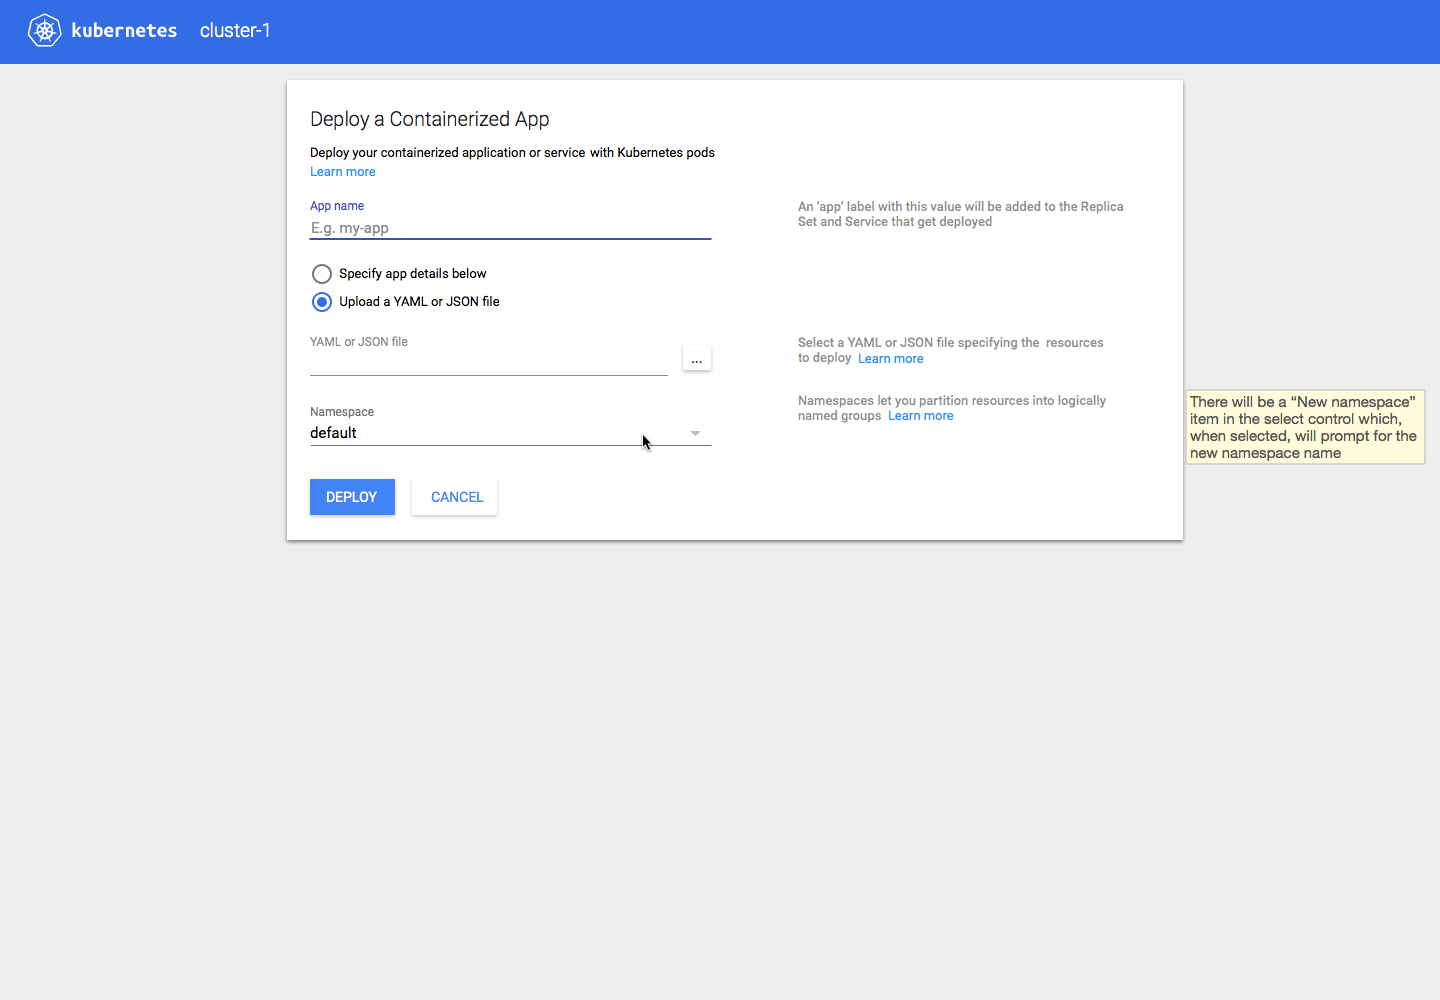 kubernetes cluster-1
Deploy a Containerized App
Deploy your containerized application or service with Kubernetes pods
Learn more
App name
E.g. my-app
An ‘app’ label with this value will be added to the Replica
Set and Service that get deployed
Specify app details below
Upload a YAML or JSON file
YAML or JSON file
...
Select a YAML or JSON file specifying the resources
to deploy Learn more
Namespace
default
Namespaces let you partition resources into logically
named groups Learn more
There will be a “New namespace”
item in the select control which,
when selected, will prompt for the
new namespace name
DEPLOY
CANCEL